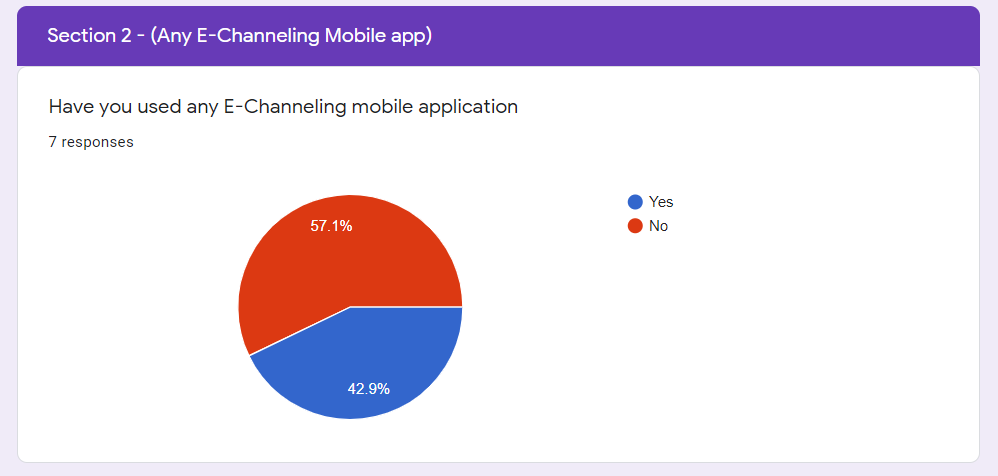 Section 2 - (Any E-Channeling Mobile app)
Have you used any E-Channeling mobile application
7 responses
57.1%
42.9%
Yes
No